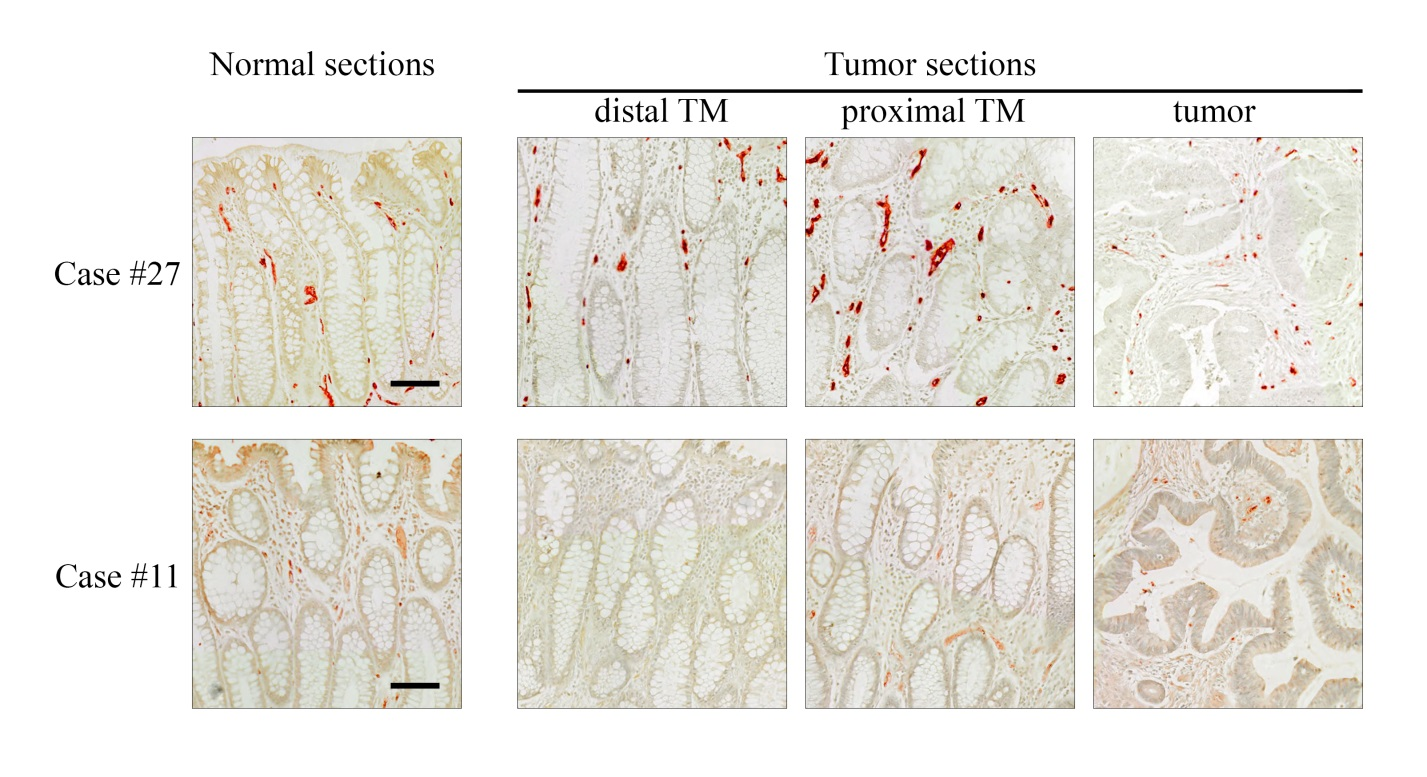 Normal sections
Tumor sections
distal TM
proximal TM
tumor
Case #27
Case #11